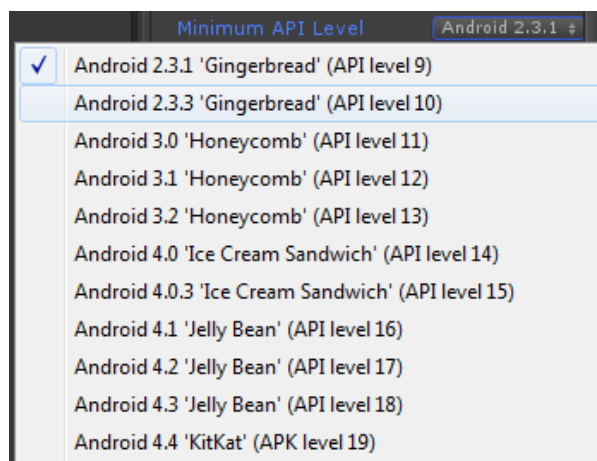 Minimum API Level Android 2.3.1
Android 2.3.1 'Gingerbread' (API level 9)
Android 2.3.3 'Gingerbread' (API level 10)
Android 3.0 'Honeycomb' (API level 11)
Android 3.1 'Honeycomb' (API level 12)
Android 3.2 'Honeycomb' (API level 13)
Android 4.0 'Ice Cream Sandwich' (API level 14)
Android 4.0.3 'Ice Cream Sandwich' (API level 15)
Android 4.1 'Jelly Bean' (API level 16)
Android 4.2 'Jelly Bean' (API level 17)
Android 4.3 'Jelly Bean' (API level 18)
Android 4.4 'KitKat' (APK level 19)